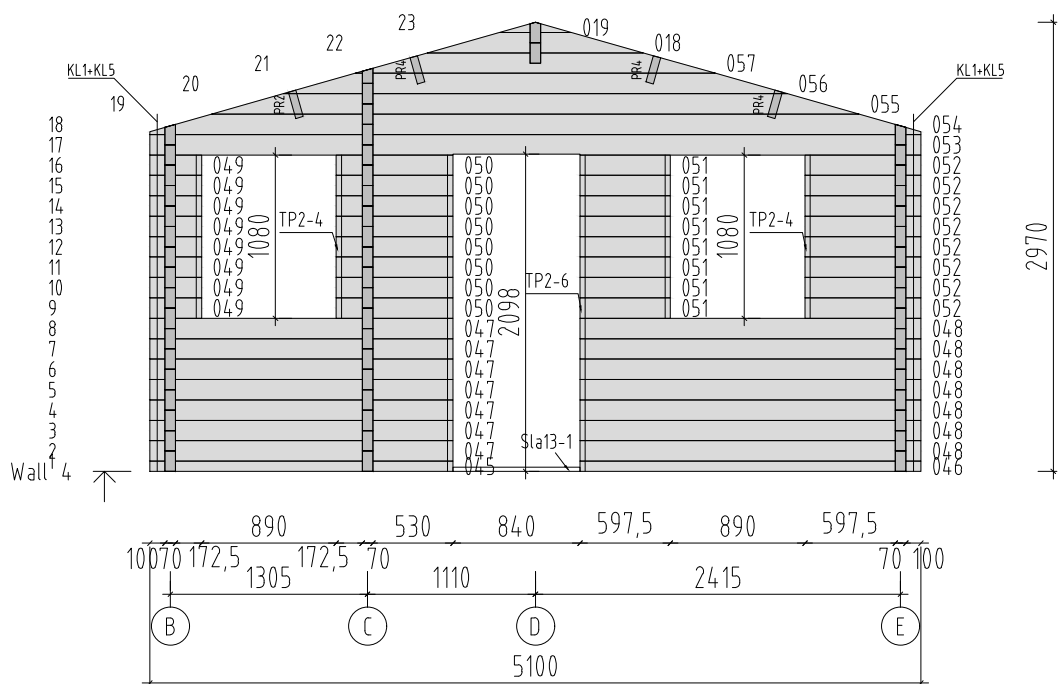 23
019
22
018
21
057
PR4
PR4
KL1+KL5
KL1+KL5
20
056
19
PR2
PR4
055
18
054
17
053
16 049 050 051 052
15 049 050 051 052
14 049 050 051 052
13 049 050 051 052
12 049 050 051 052
11 049 050 051 052
10 049 050 051 052
9 049 050 051 052
1080
TP2-4
1080
TP2-4
2970
TP2-6
2098
8 047 048
7 047 048
6 047 048
5 047 048
4 047 048
3 047 048
2 047 048
1 045 046
Sla13-1
Wall 4
890 530 840 597,5 890 597,5
100 70 172,5 172,5 70 70 100
1305 1110 2415
B C D E
5100